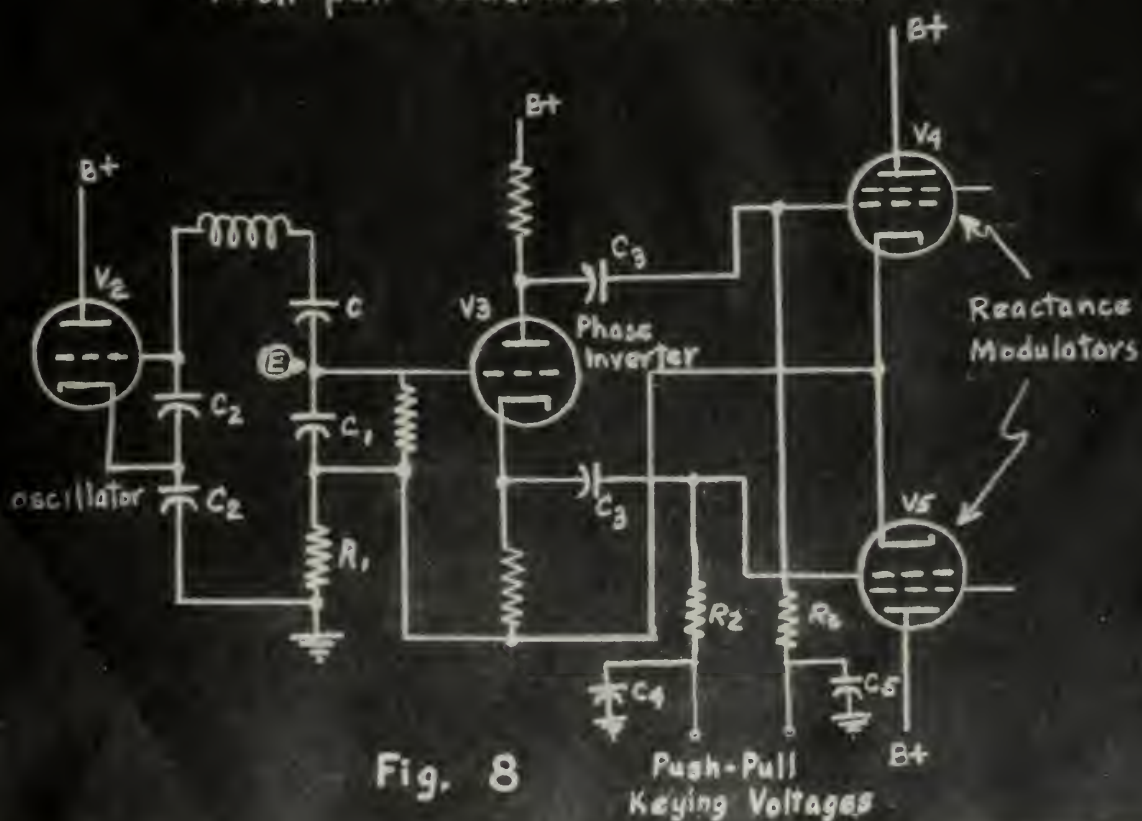 B+
B+
B+
V4
V2
C
V3
C3
Phase
Inverter
Reactance
Modulators
E
C2
C1
oscillator
C2
C3
V5
R1
R2
R2
C4
C5
Fig. 8
Push-Pull
Keying Voltages
B+